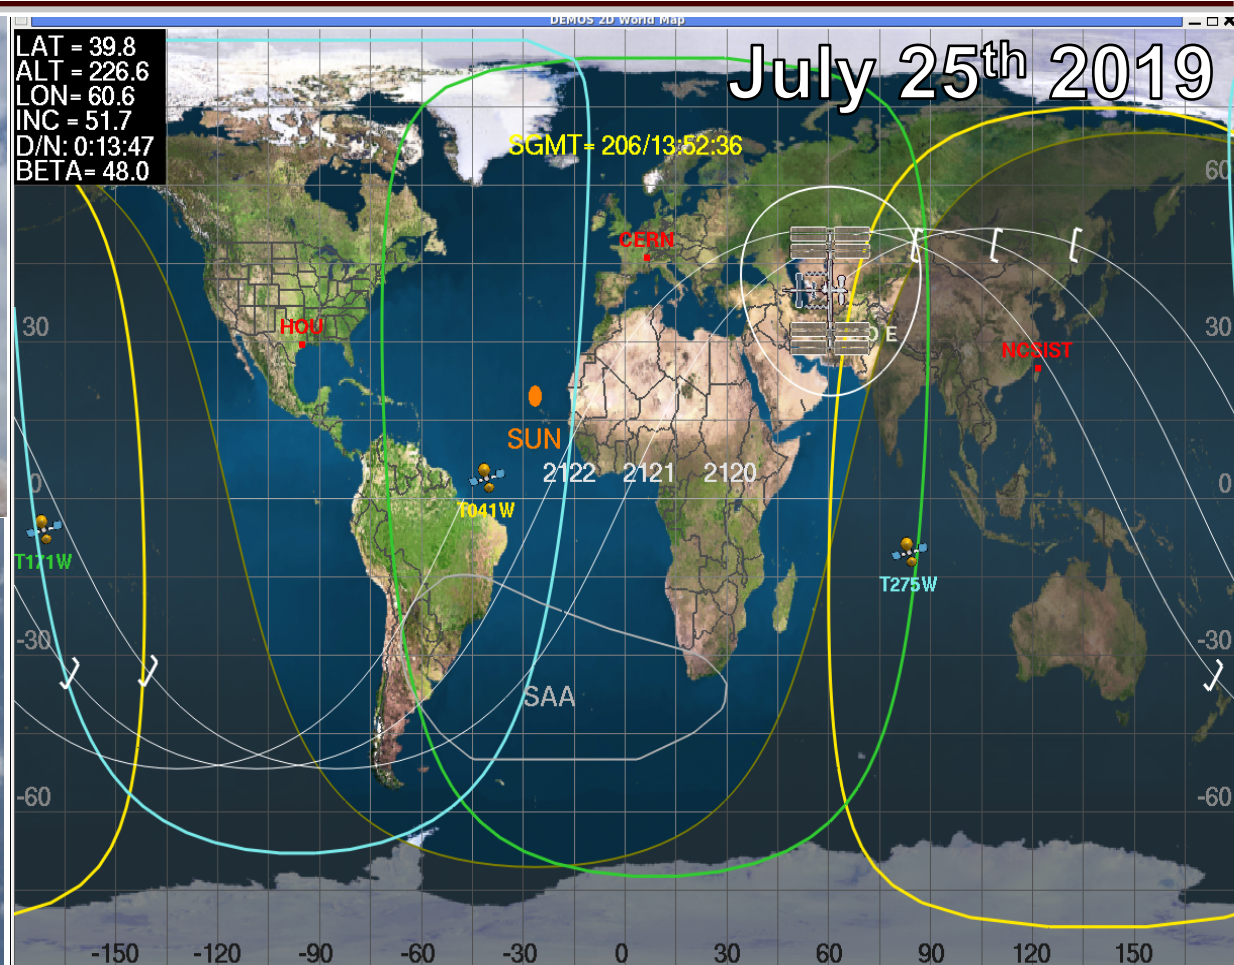 DEMOS 2D World Map
LAT = 39.8
ALT = 226.6
LON= 60.6
INC = 51.7
D/N: 0:13:47
BETA= 48.0
July 25th 2019
SGMT= 206/13:52:36
60
CERN
30
HOU
30
NCSIST
SUN
2122 2121 2120
0
0
T041W
T171W
T275W
-30
-30
SAA
-60
-60
-150 -120 -90 -60 -30 0 30 60 90 120 150